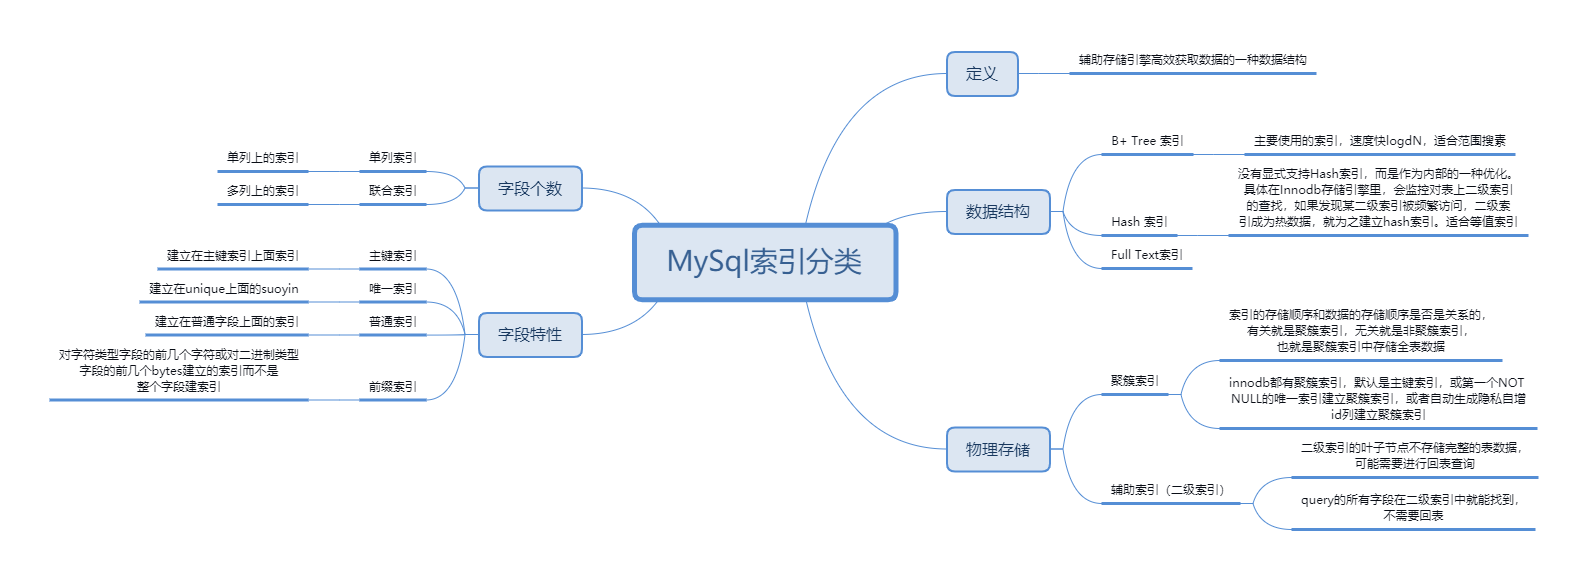 MySql索引分类
定义
辅助存储引擎高效获取数据的一种数据结构
数据结构
B+ Tree 索引
主要使用的索引，速度快logdN，适合范围搜素
Hash 索引
没有显式支持Hash索引，而是作为内部的一种优化。
具体在Innodb存储引擎里，会监控对表上二级索引
的查找，如果发现某二级索引被频繁访问，二级索
引成为热数据，就为之建立hash索引。适合等值索引
Full Text索引
物理存储
聚簇索引
索引的存储顺序和数据的存储顺序是否是关系的，
有关就是聚簇索引，无关就是非聚簇索引，
也就是聚簇索引中存储全表数据
innodb都有聚簇索引，默认是主键索引，或第一个NOT
NULL的唯一索引建立聚簇索引，或者自动生成隐私自增
id列建立聚簇索引
辅助索引（二级索引）
二级索引的叶子节点不存储完整的表数据，
可能需要进行回表查询
query的所有字段在二级索引中就能找到，
不需要回表
字段个数
单列索引
单列上的索引
联合索引
多列上的索引
字段特性
主键索引
建立在主键索引上面索引
唯一索引
建立在unique上面的suoyin
普通索引
建立在普通字段上面的索引
前缀索引
对字符类型字段的前几个字符或对二进制类型
字段的前几个bytes建立的索引而不是
整个字段建索引